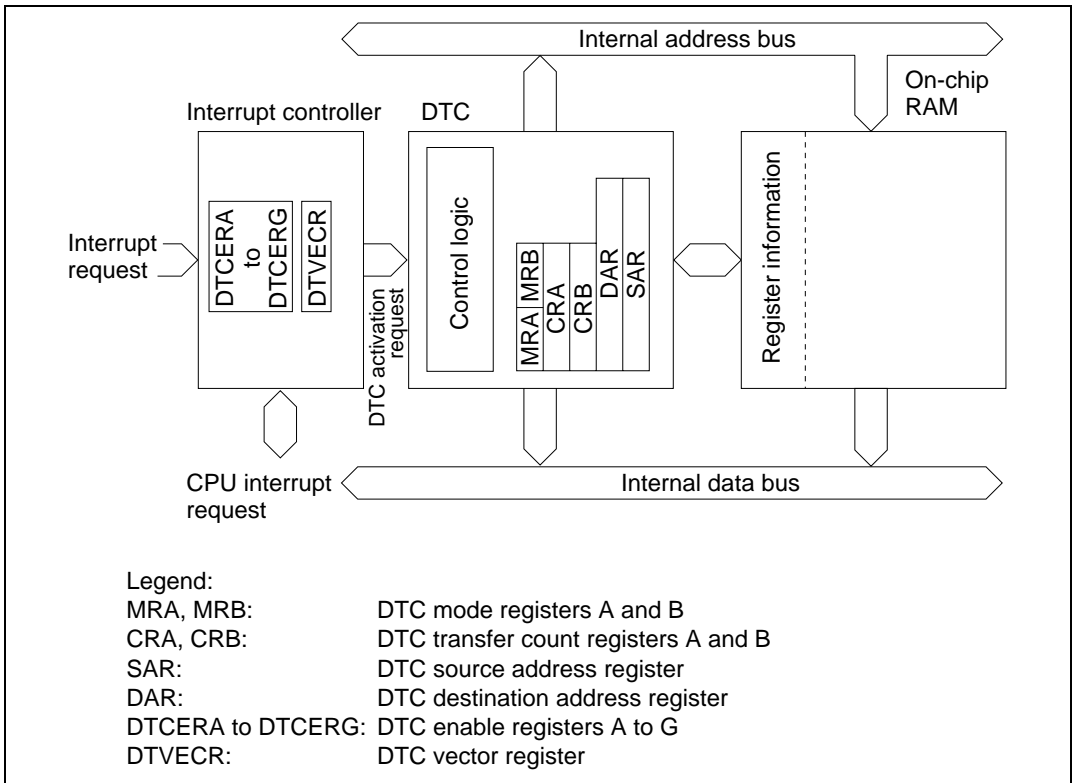 Internal address bus
On-chip
RAM
Interrupt controller
DTC
Interrupt
request
DTCERA
to
DTCERG
DTVECR
DTC activation
request
Control logic
MRA MRB
CRA
CRB
DAR
SAR
Register information
CPU interrupt
request
Internal data bus
Legend:
MRA, MRB: DTC mode registers A and B
CRA, CRB: DTC transfer count registers A and B
SAR: DTC source address register
DAR: DTC destination address register
DTCERA to DTCERG: DTC enable registers A to G
DTVECR: DTC vector register